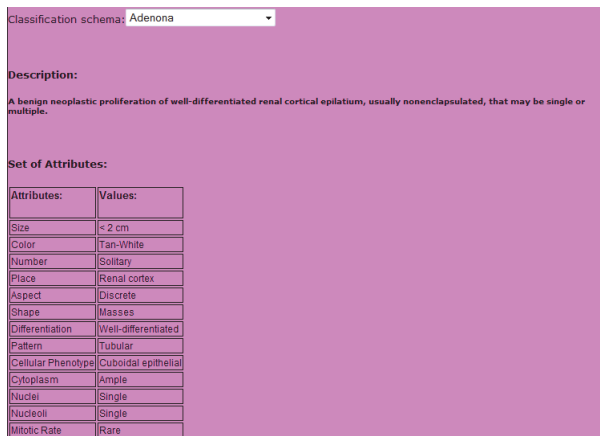 Classification schema: Adenona
Description:
A benign neoplastic proliferation of well-differentiated renal cortical epilatium, usually nonenclapsulated, that may be single or
multiple.
Set of Attributes:
Attributes: Values:
Size < 2 cm
Color Tan-White
Number Solitary
Place Renal cortex
Aspect Discrete
Shape Masses
Differentiation Well-differentiated
Pattern Tubular
Cellular Phenotype Cuboidal epithelial
Cytoplasm Ample
Nuclei Single
Nucleoli Single
Mitotic Rate Rare